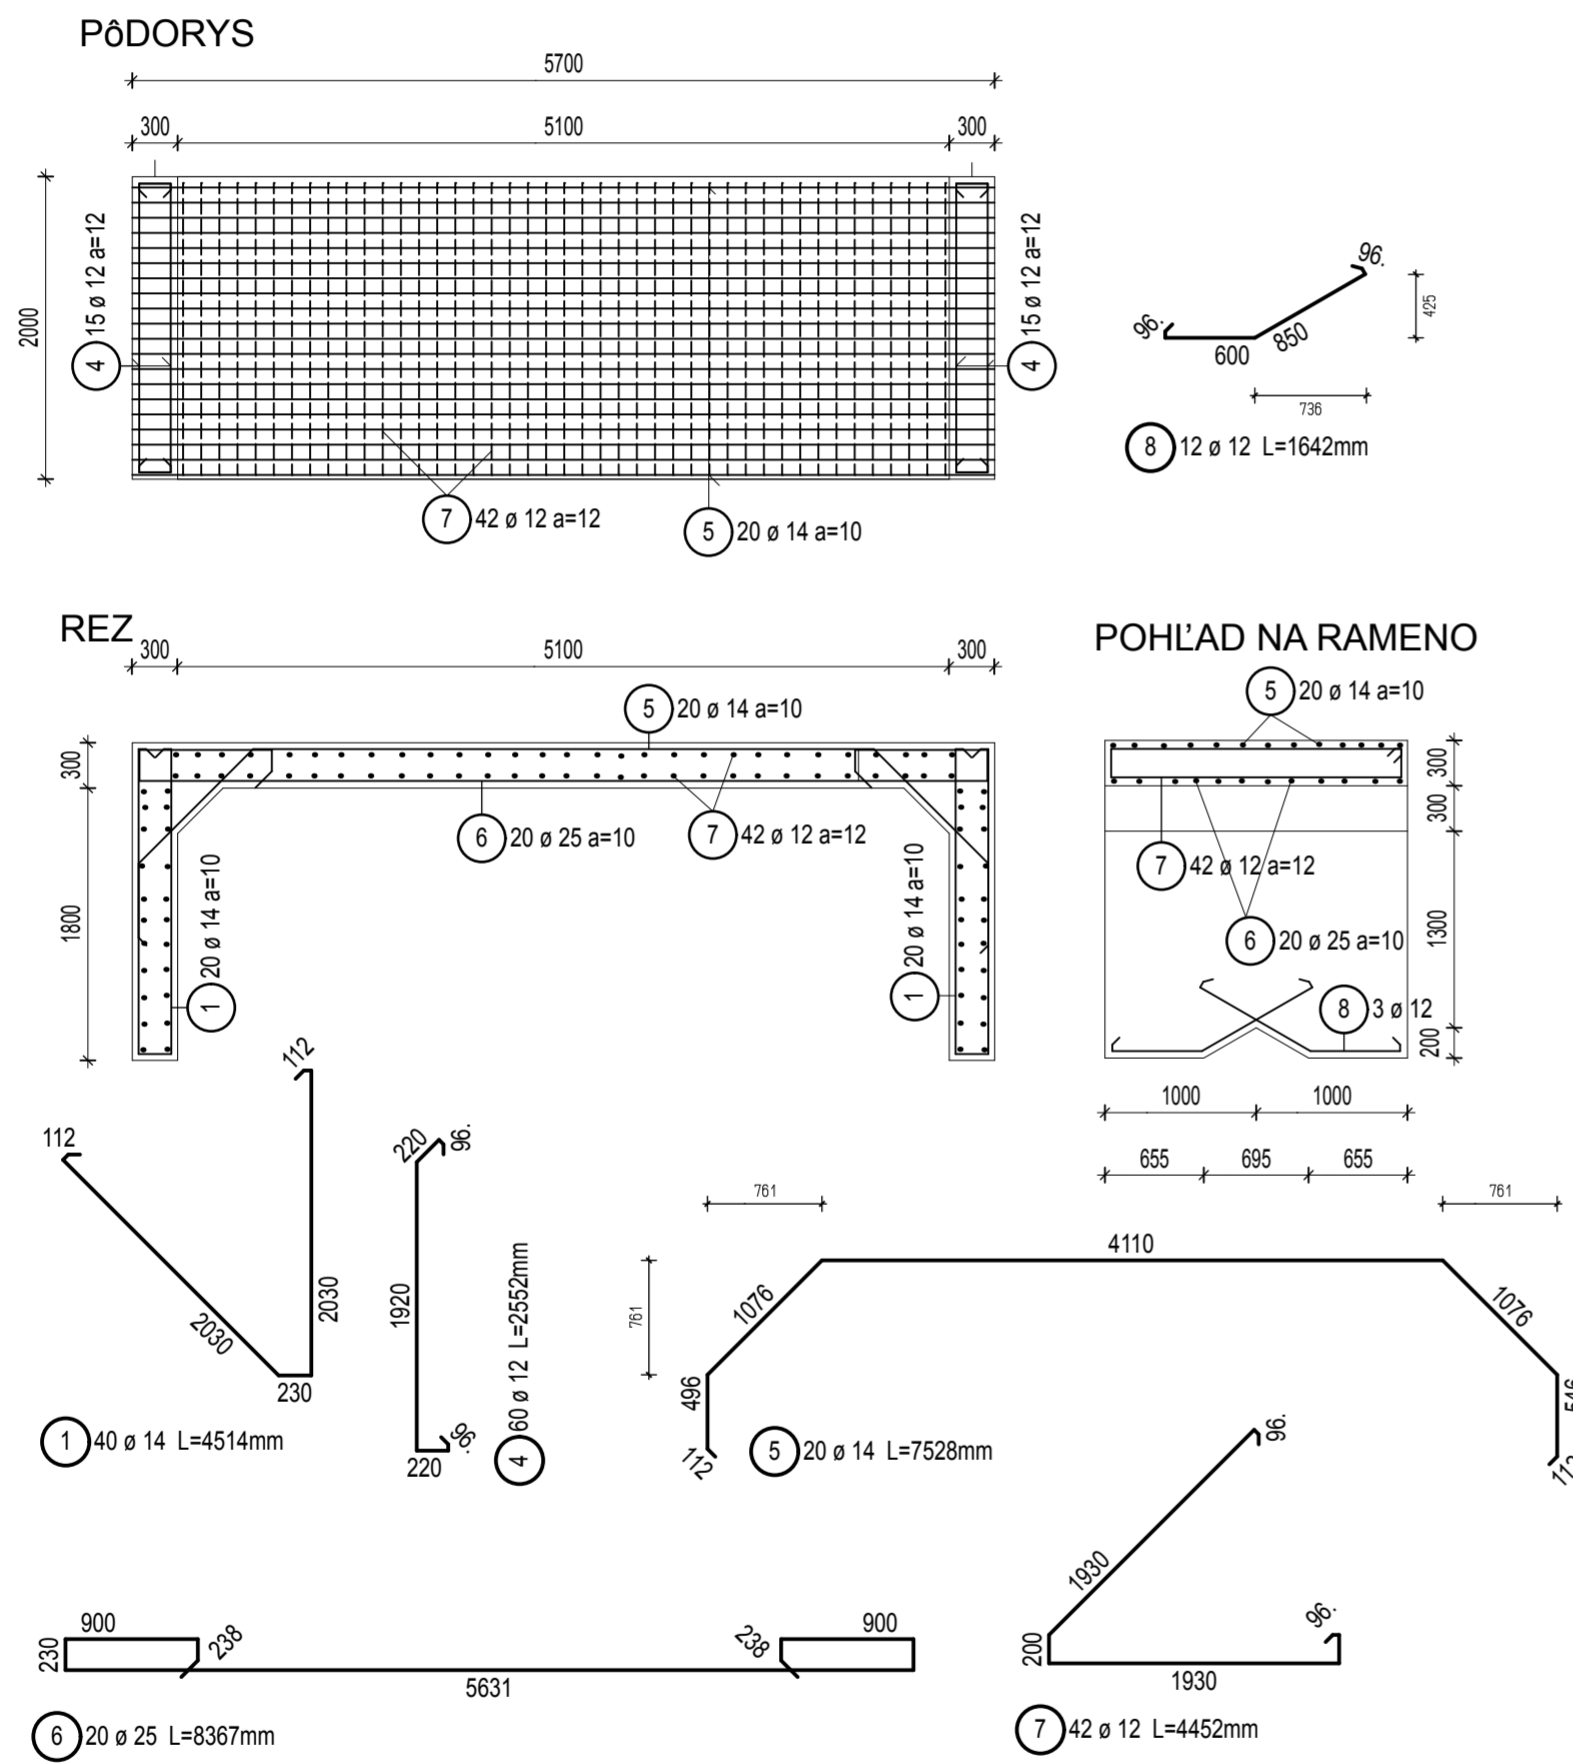 PôDORYS
5700
300
5100
300
2000
4 15 ø 12 a=12
4 15 ø 12 a=12
7 42 ø 12 a=12
5 20 ø 14 a=10
96.
96.
600
850
425
736
8 12 ø 12 L=1642mm
REZ
300
5100
300
300
1800
5 20 ø 14 a=10
6 20 ø 25 a=10
7 42 ø 12 a=12
1 20 ø 14 a=10
1 20 ø 14 a=10
POHĽAD NA RAMENO
5 20 ø 14 a=10
300
300
1300
200
7 42 ø 12 a=12
6 20 ø 25 a=10
8 3 ø 12
1000
1000
655
695
655
112
112
2030
2030
230
1 40 ø 14 L=4514mm
220
96.
1920
220
96.
4 60 ø 12 L=2552mm
761
761
4110
761
1076
1076
496
546
112
112
5 20 ø 14 L=7528mm
900
230
238
238
900
5631
6 20 ø 25 L=8367mm
96.
1930
200
96.
1930
7 42 ø 12 L=4452mm